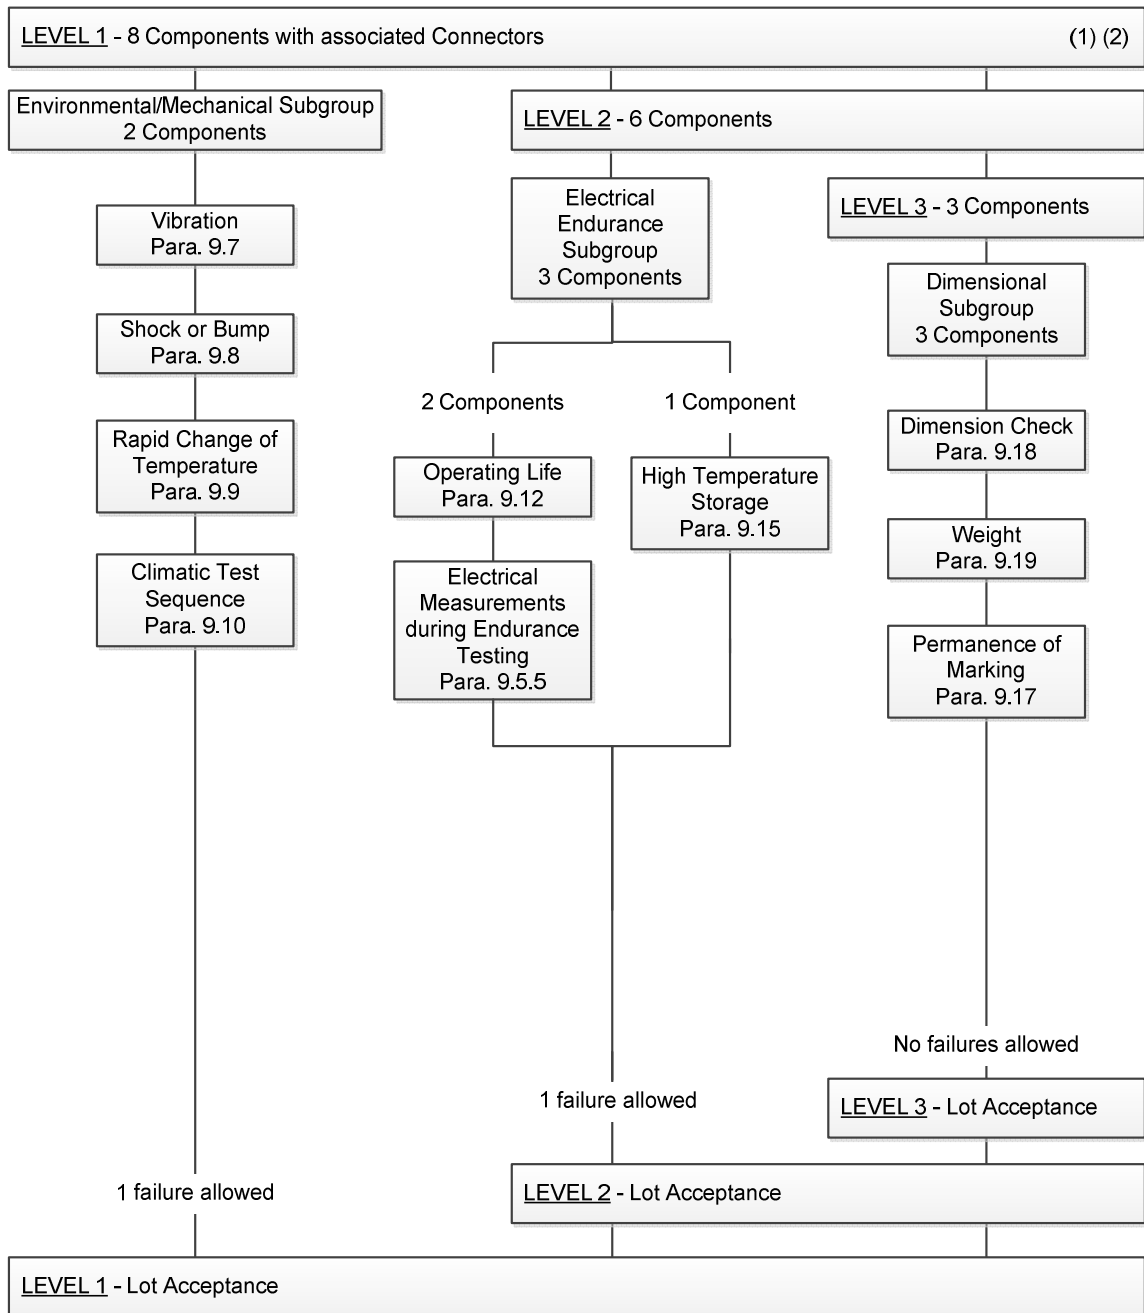 LEVEL 1 - 8 Components with associated Connectors (1) (2)
Environmental/Mechanical Subgroup
2 Components
Vibration
Para. 9.7
Shock or Bump
Para. 9.8
Rapid Change of
Temperature
Para. 9.9
Climatic Test
Sequence
Para. 9.10
1 failure allowed
LEVEL 2 - 6 Components
Electrical
Endurance
Subgroup
3 Components
2 Components
Operating Life
Para. 9.12
Electrical
Measurements
during Endurance
Testing
Para. 9.5.5
1 Component
High Temperature
Storage
Para. 9.15
1 failure allowed
LEVEL 3 - 3 Components
Dimensional
Subgroup
3 Components
Dimension Check
Para. 9.18
Weight
Para. 9.19
Permanence of
Marking
Para. 9.17
No failures allowed
LEVEL 3 - Lot Acceptance
LEVEL 2 - Lot Acceptance
LEVEL 1 - Lot Acceptance